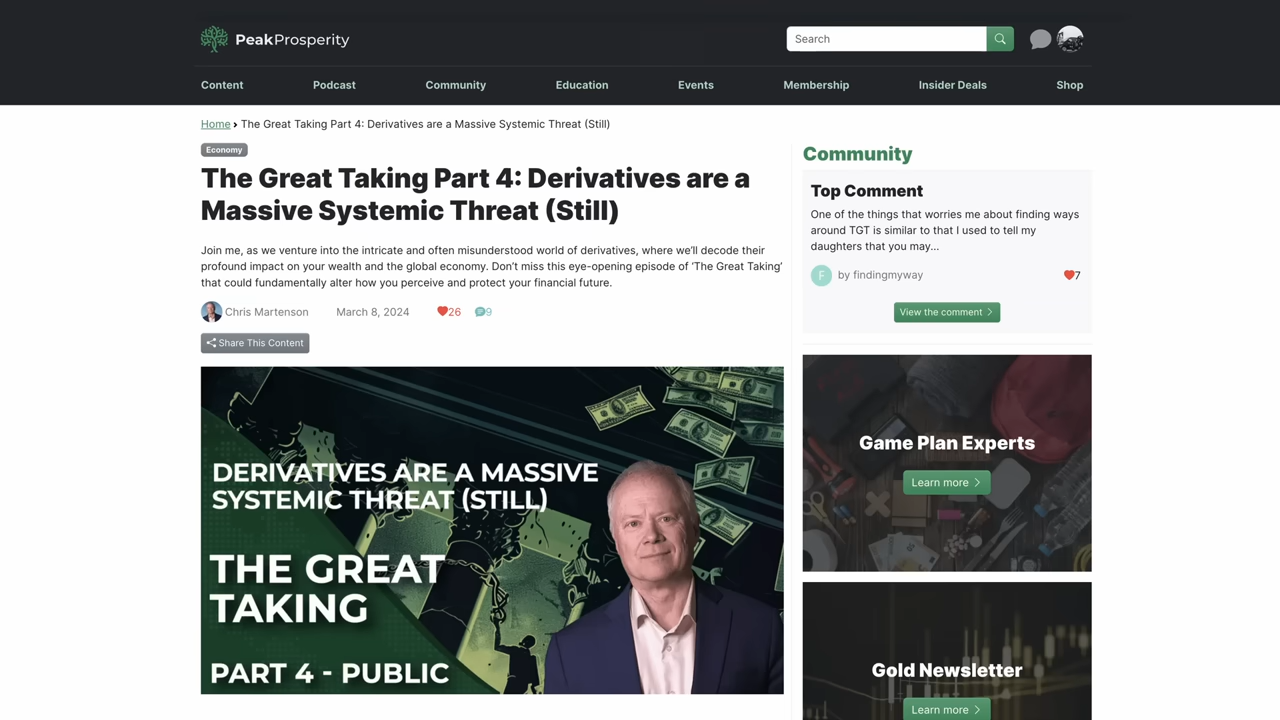 PeakProsperity
Search
Content Podcast Community Education Events Membership Insider Deals Shop
Home › The Great Taking Part 4: Derivatives are a Massive Systemic Threat (Still)
Economy
The Great Taking Part 4: Derivatives are a
Massive Systemic Threat (Still)
Join me, as we venture into the intricate and often misunderstood world of derivatives, where we'll decode their
profound impact on your wealth and the global economy. Don't miss this eye-opening episode of 'The Great Taking'
that could fundamentally alter how you perceive and protect your financial future.
Chris Martenson March 8, 2024 26 9
Share This Content
DERIVATIVES ARE A MASSIVE
SYSTEMIC THREAT (STILL)
THE GREAT
TAKING
PART 4 - PUBLIC
Community
Top Comment
One of the things that worries me about finding ways
around TGT is similar to that I used to tell my
daughters that you may...
F by findingmyway 7
View the comment
Game Plan Experts
Learn more
Gold Newsletter
Learn more